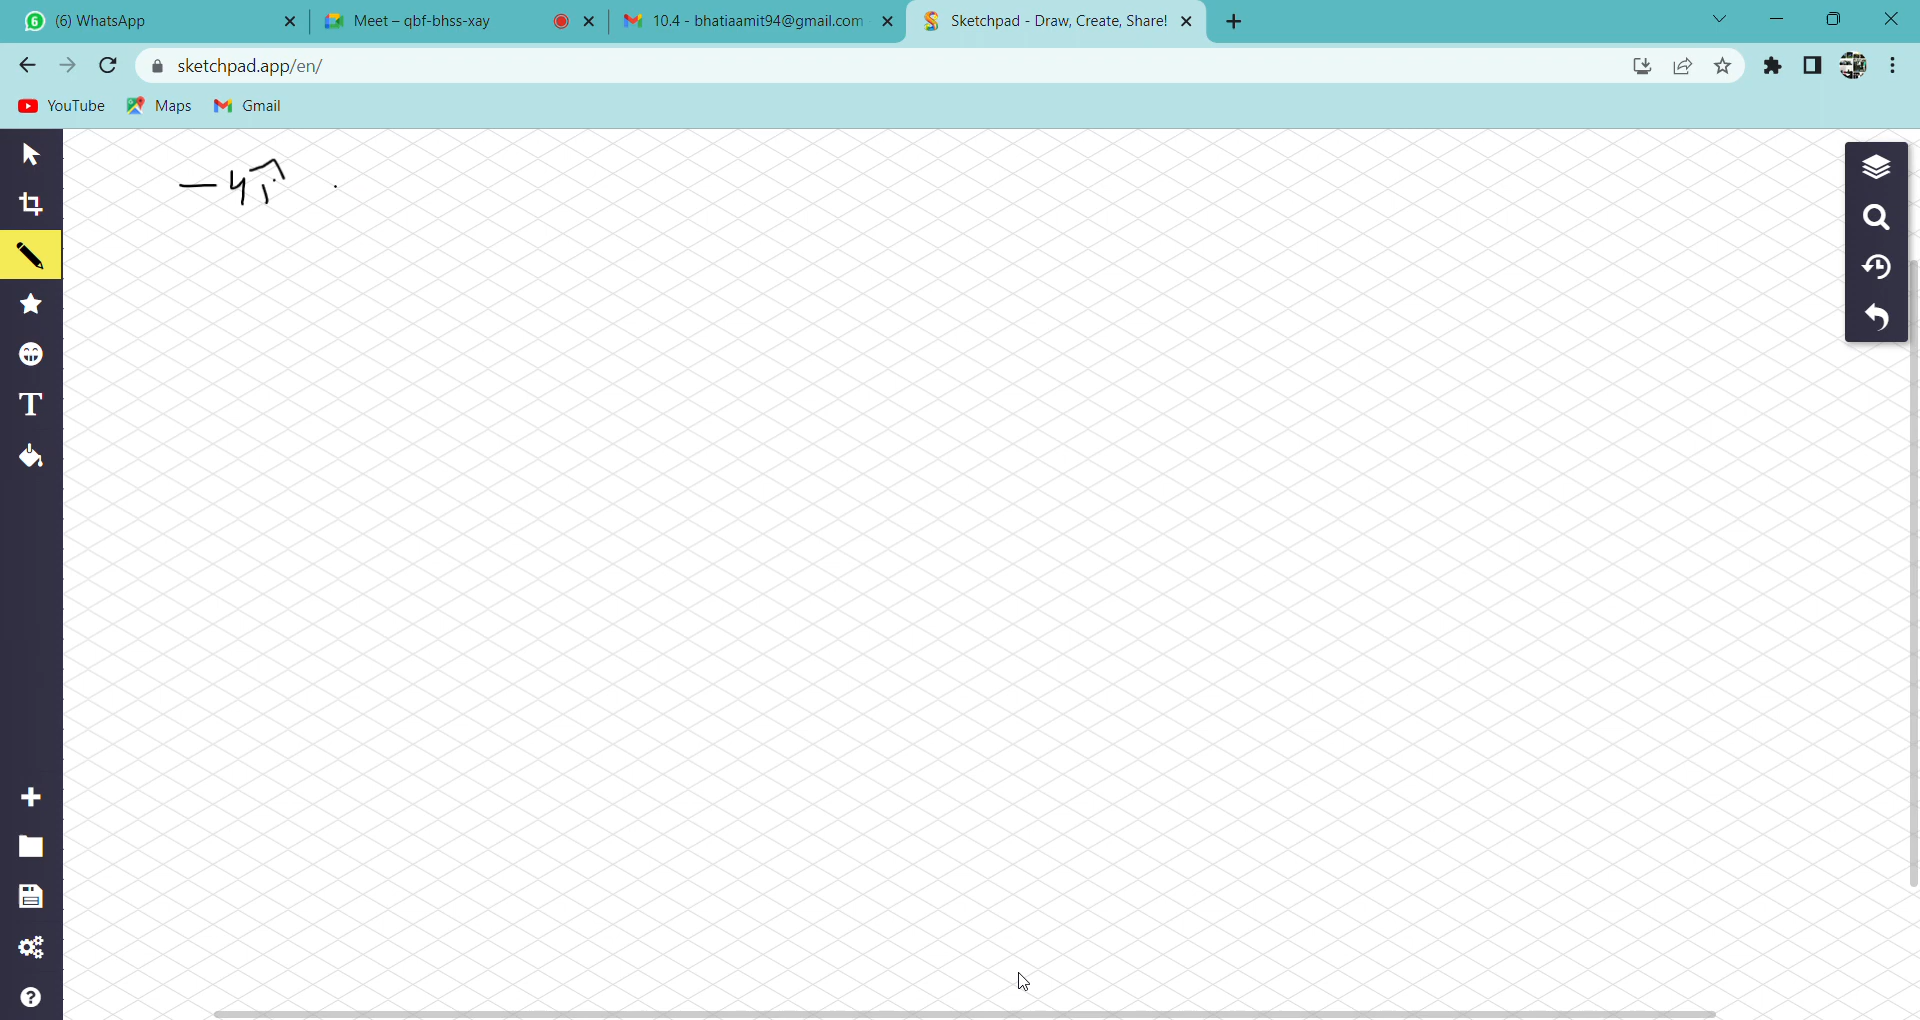 (6) WhatsApp
Meet – qbf-bhss-xay
10.4 - bhatiaamit94@gmail.com
Sketchpad - Draw, Create, Share!
sketchpad.app/en/
YouTube
Maps
Gmail
-4î
T